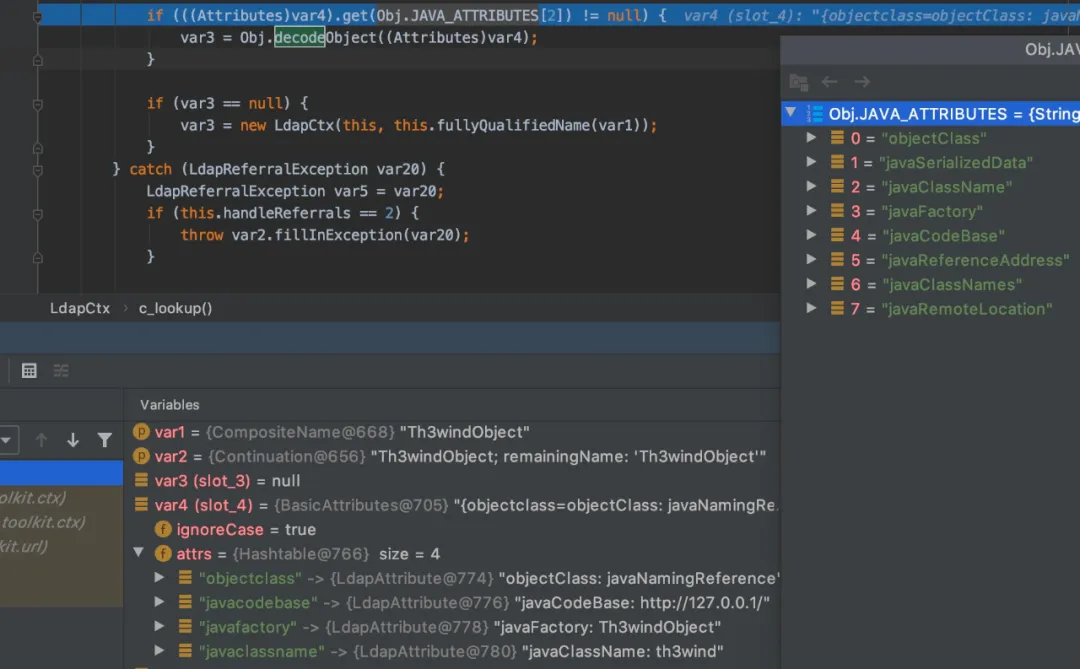 if (((Attributes)var4).get(Obj.JAVA_ATTRIBUTES[2]) != null) { var4 (slot_4): "{objectclass=objectClass: java
var3 = Obj.decodeObject((Attributes)var4);
}
if (var3 == null) {
var3 = new LdapCtx(this, this.fullyQualifiedName(var1));
}
} catch (LdapReferralException var20) {
LdapReferralException var5 = var20;
if (this.handleReferrals == 2) {
throw var2.fillInException(var20);
}
LdapCtx › c_lookup()
Obj.JAV
Obj.JAVA_ATTRIBUTES = {String
0 = "objectClass"
1 = "javaSerializedData"
2 = "javaClassName"
3 = "javaFactory"
4 = "javaCodeBase"
5 = "javaReferenceAddress"
6 = "javaClassNames"
7 = "javaRemoteLocation"
olkit.ctx)
toolkit.ctx)
kit.url)
Variables
var1 = {CompositeName@668} "Th3windObject"
var2 = {Continuation@656} "Th3windObject; remainingName: 'Th3windObject'"
var3 (slot_3) = null
var4 (slot_4) = {BasicAttributes@705} "{objectclass=objectClass: javaNamingRe
ignoreCase = true
attrs = {Hashtable@766} size = 4
"objectclass" -> {LdapAttribute@774} "objectClass: javaNamingReference"
"javacodebase" -> {LdapAttribute@776} "javaCodeBase: http://127.0.0.1/"
"javafactory" -> {LdapAttribute@778} "javaFactory: Th3windObject"
"javaclassname" -> {LdapAttribute@780} "javaClassName: th3wind"